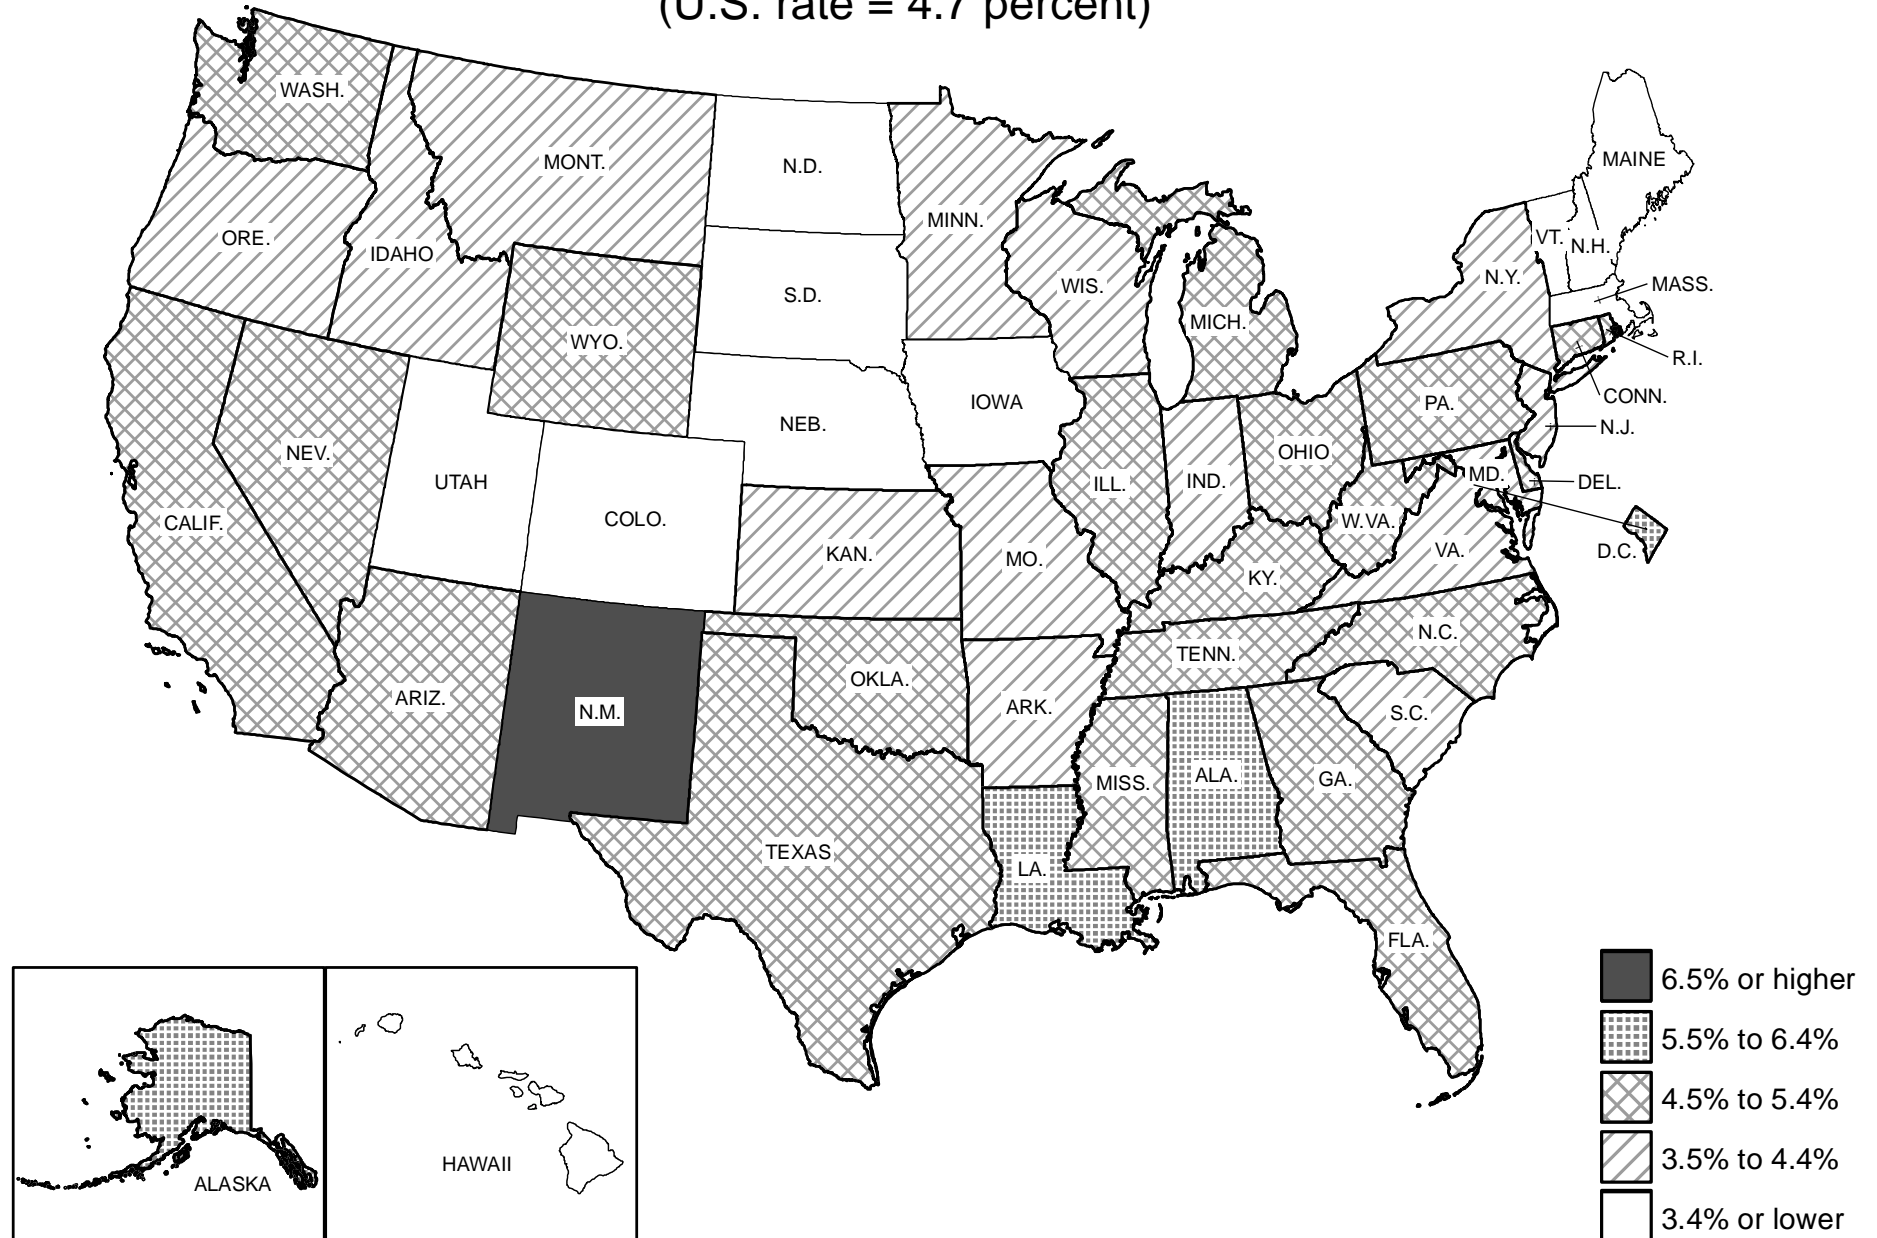 (U.S. rate = 4.7 percent)
WASH.
MONT.
N.D.
MINN.
MAINE
ORE.
IDAHO
VT.
N.H.
WIS.
N.Y.
MASS.
S.D.
WYO.
MICH.
R.I.
CONN.
IOWA
PA.
NEB.
N.J.
NEV.
OHIO
UTAH
ILL.
IND.
MD.
DEL.
CALIF.
COLO.
W.VA.
KAN.
MO.
VA.
D.C.
KY.
N.C.
TENN.
OKLA.
ARIZ.
N.M.
ARK.
S.C.
MISS.
ALA.
GA.
TEXAS
LA.
FLA.
ALASKA
HAWAII
6.5% or higher
5.5% to 6.4%
4.5% to 5.4%
3.5% to 4.4%
3.4% or lower